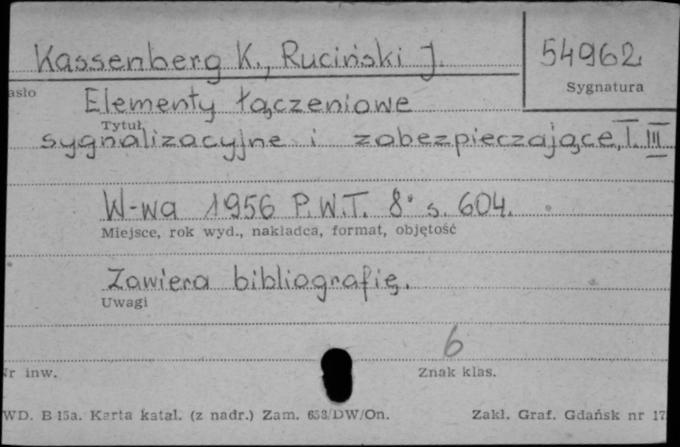 Kassenberg K., Ruciński J.
54962
Sygnatura
asło
Elementy łączeniowe
Tytuł
sygnalizacyjne i zabezpieczające, I. III
W-wa 1956 P.W.T. 8° s. 604.
Miejsce, rok wyd., nakładca, format, objętość
Zawiera bibliografię.
Uwagi
6
r inw.
Znak klas.
WD. B 15a. Karta katal. (z nadr.) Zam. 653/DW/On.
Zakł. Graf. Gdańsk nr 17